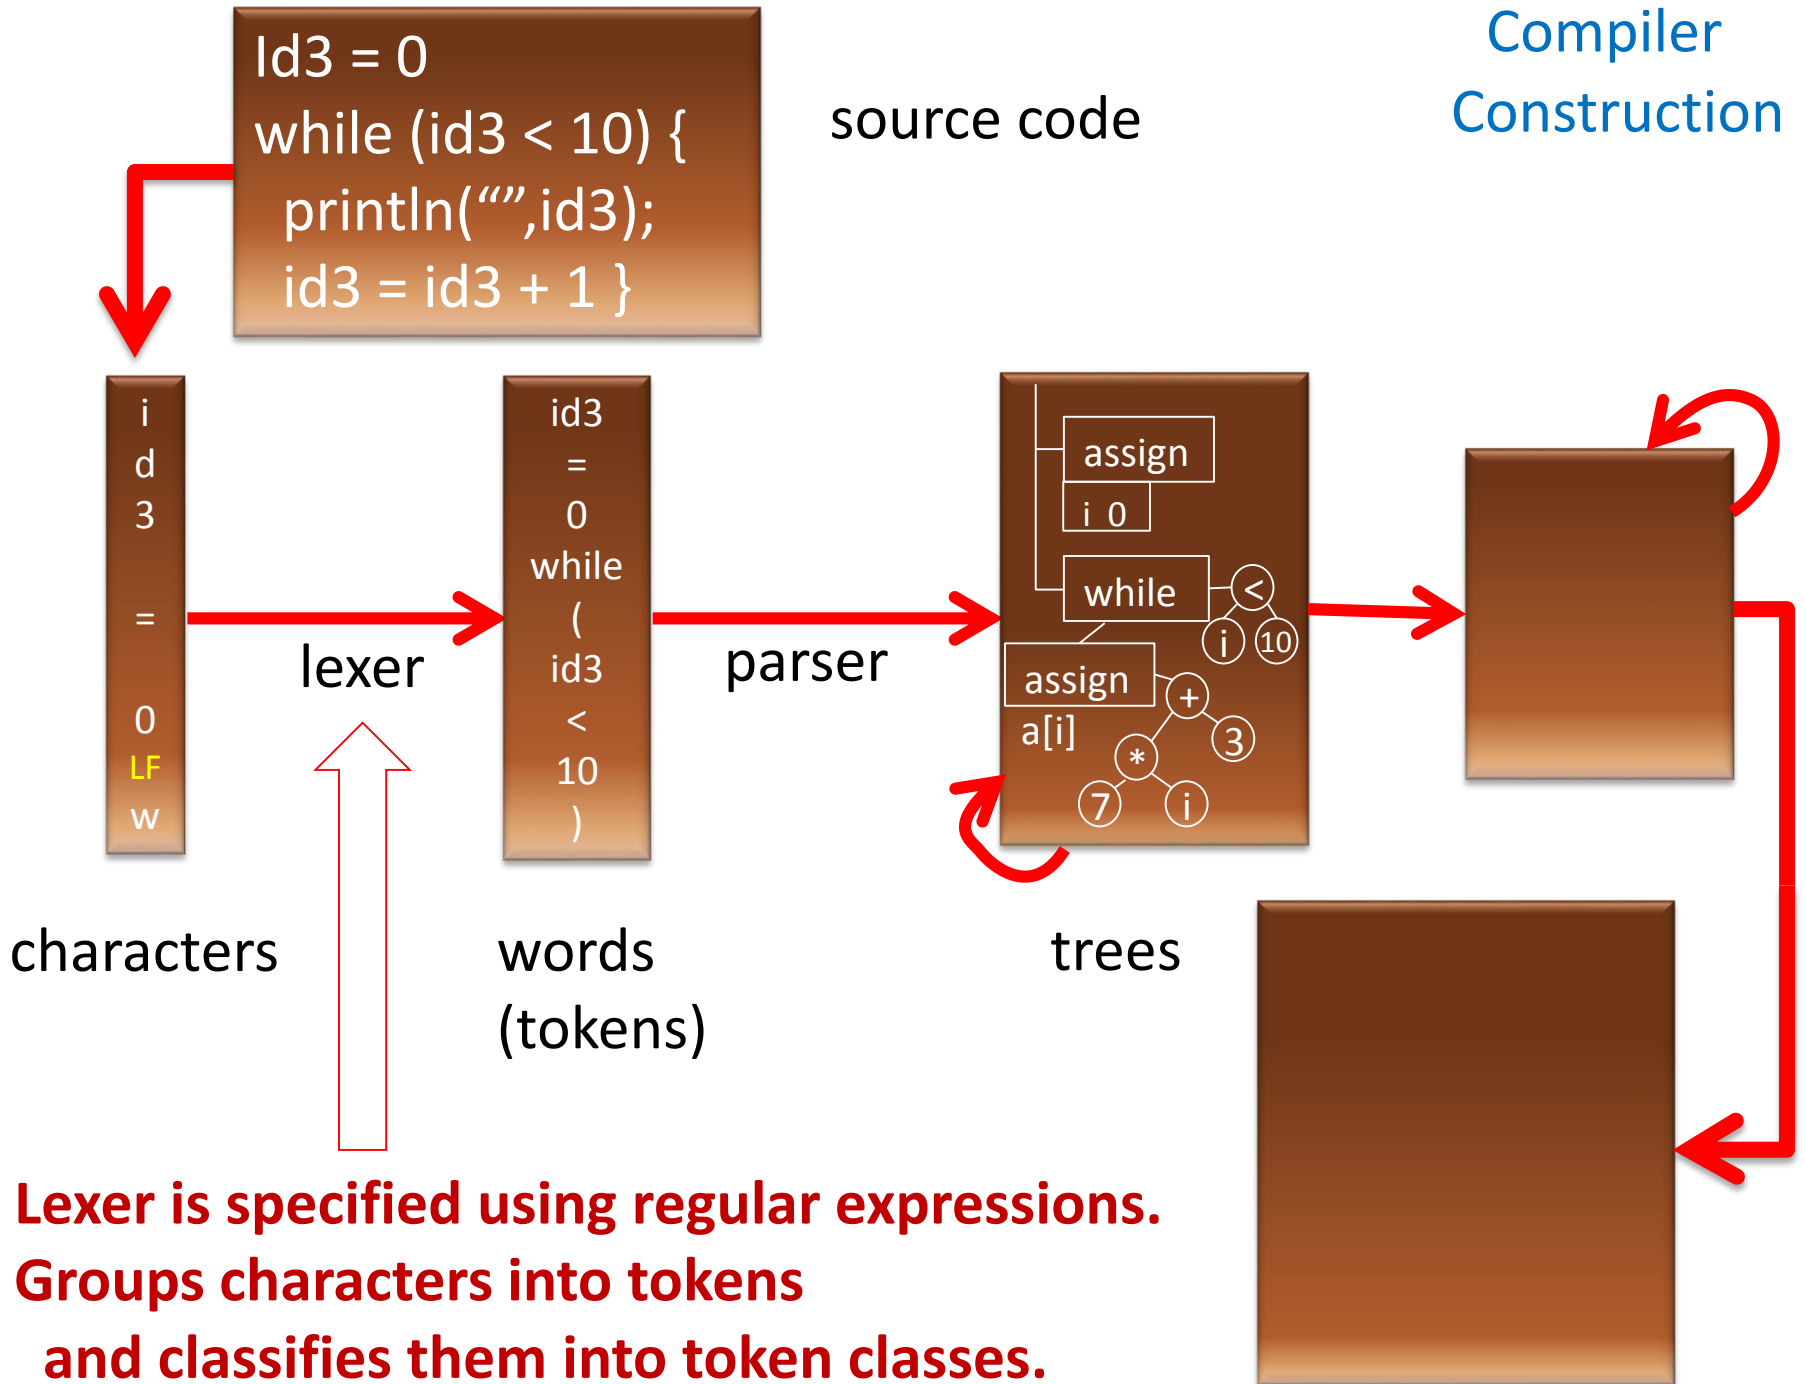 Id3 = 0
while (id3 < 10) {
println(“”,id3);
id3 = id3 + 1 }
source code
Compiler
Construction
i
d
3
=
0
LF
w
lexer
id3
=
0
while
(
id3
<
10
)
parser
assign
i 0
while
<
i 10
assign
+
a[i]
3
*
7 i
characters
words
(tokens)
trees
Lexer is specified using regular expressions.
Groups characters into tokens
and classifies them into token classes.